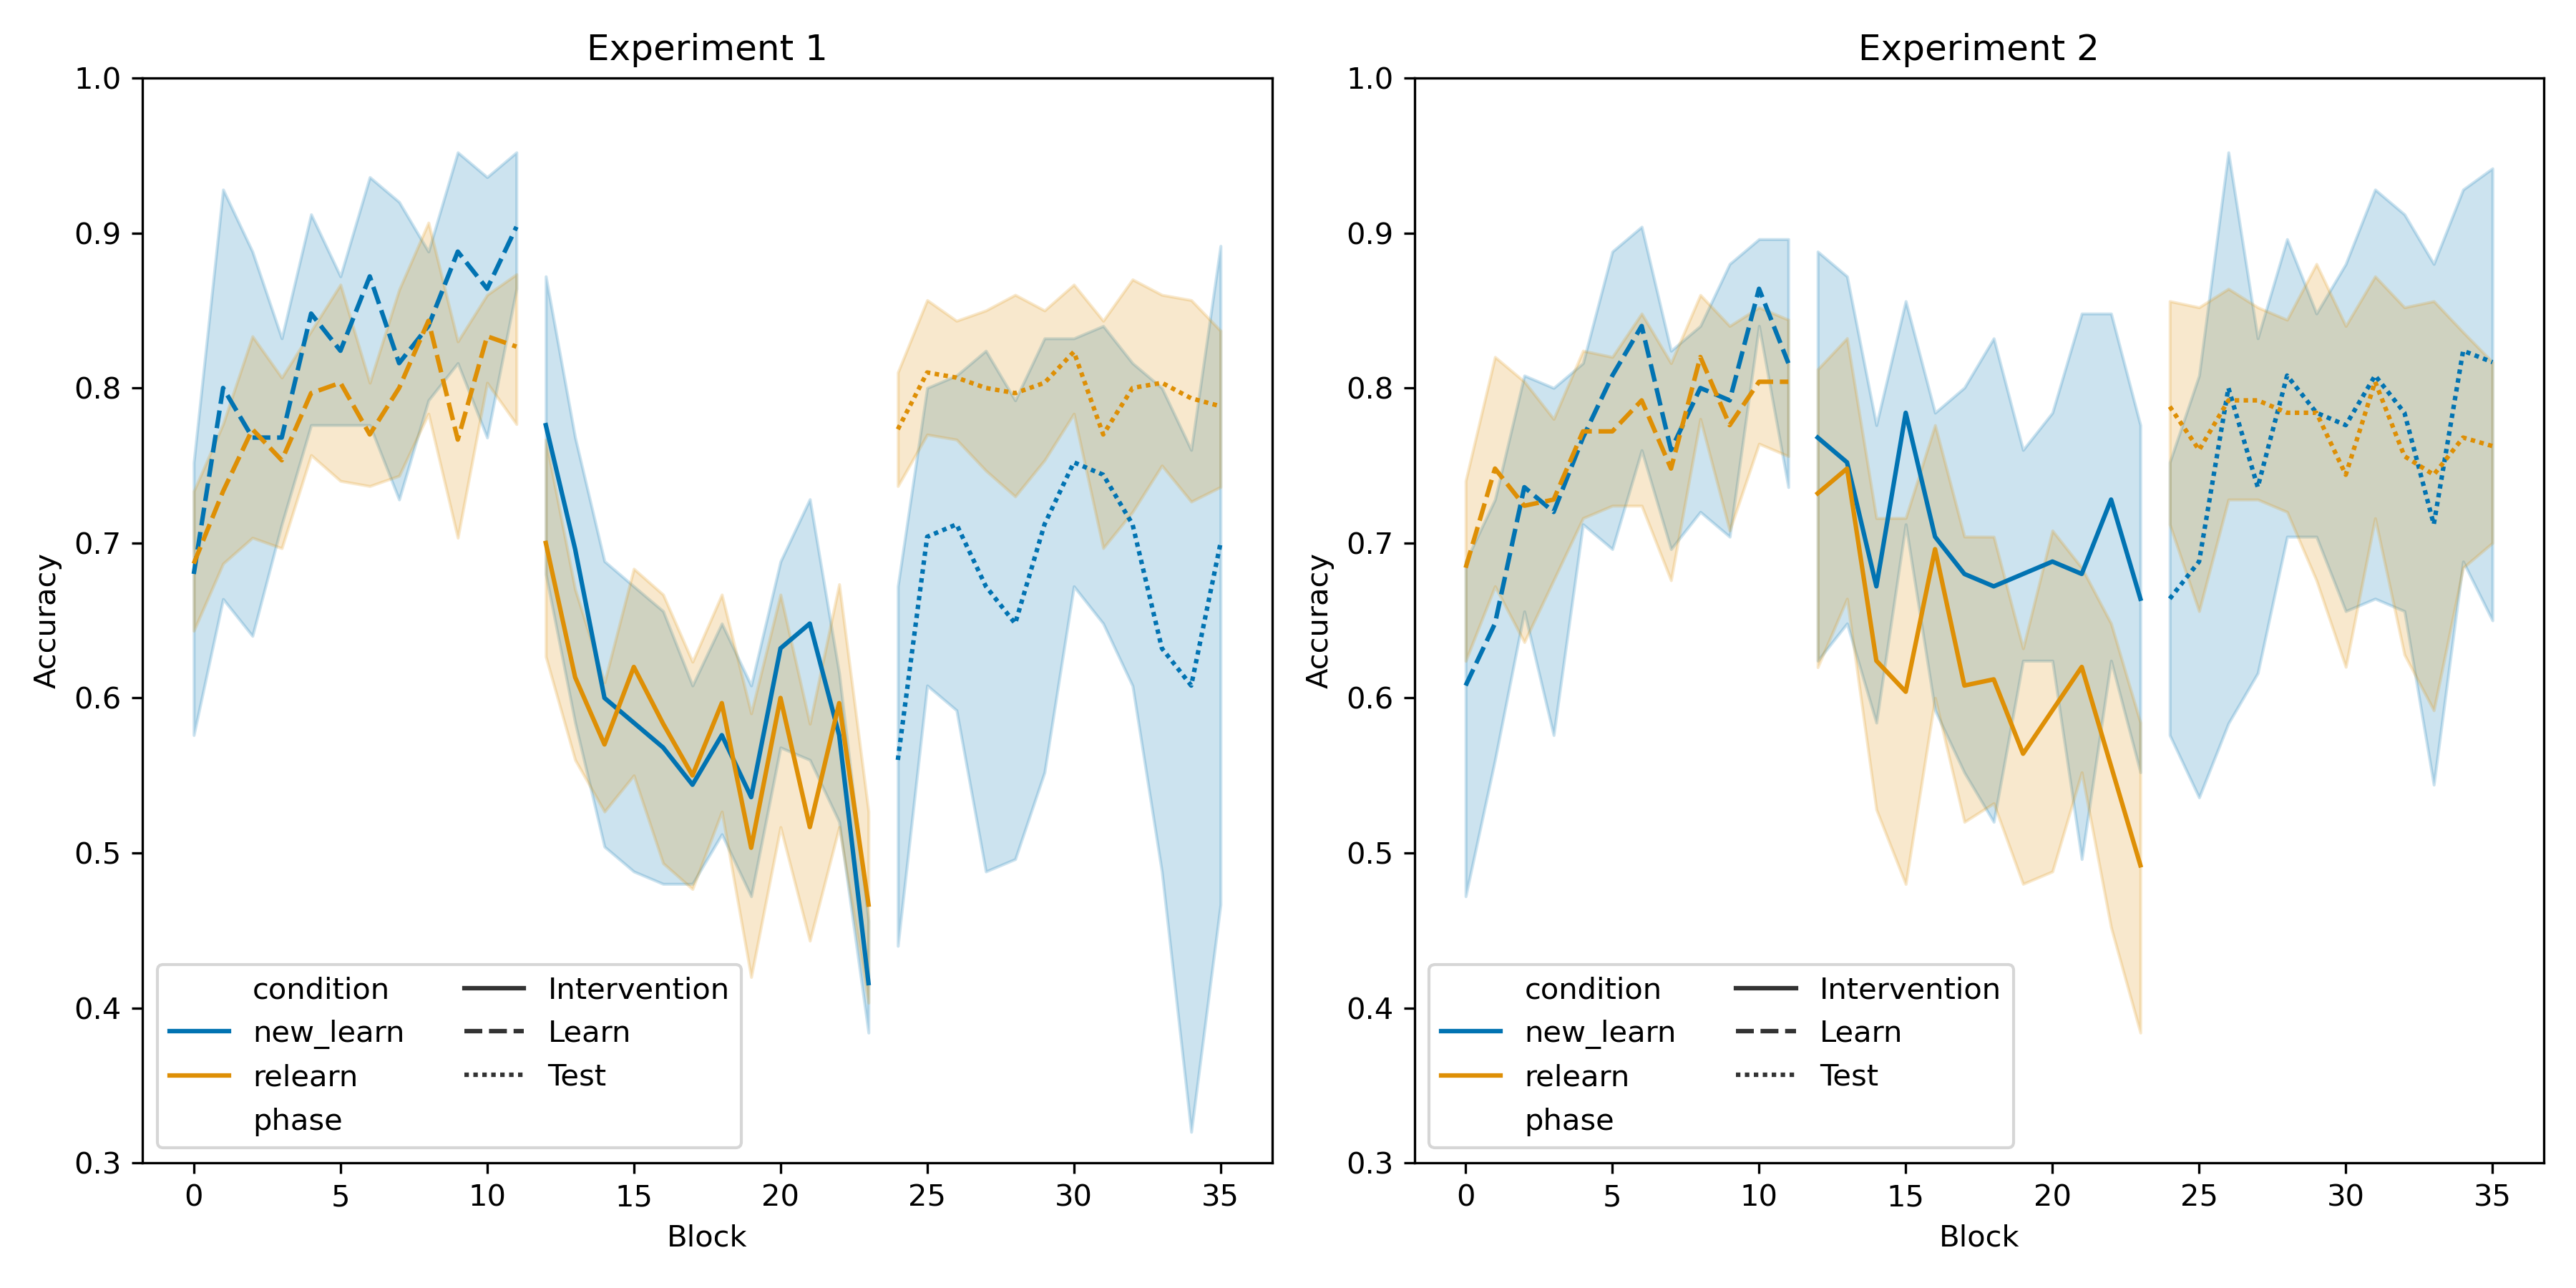 Experiment 1
1.0
0.9
0.8
0.7
0.6
0.5
0.4
0.3
Accuracy
condition
new_learn
relearn
phase
Intervention
Learn
Test
0 5 10 15 20 25 30 35
Block
Experiment 2
1.0
0.9
0.8
0.7
0.6
0.5
0.4
0.3
Accuracy
condition
new_learn
relearn
phase
Intervention
Learn
Test
0 5 10 15 20 25 30 35
Block